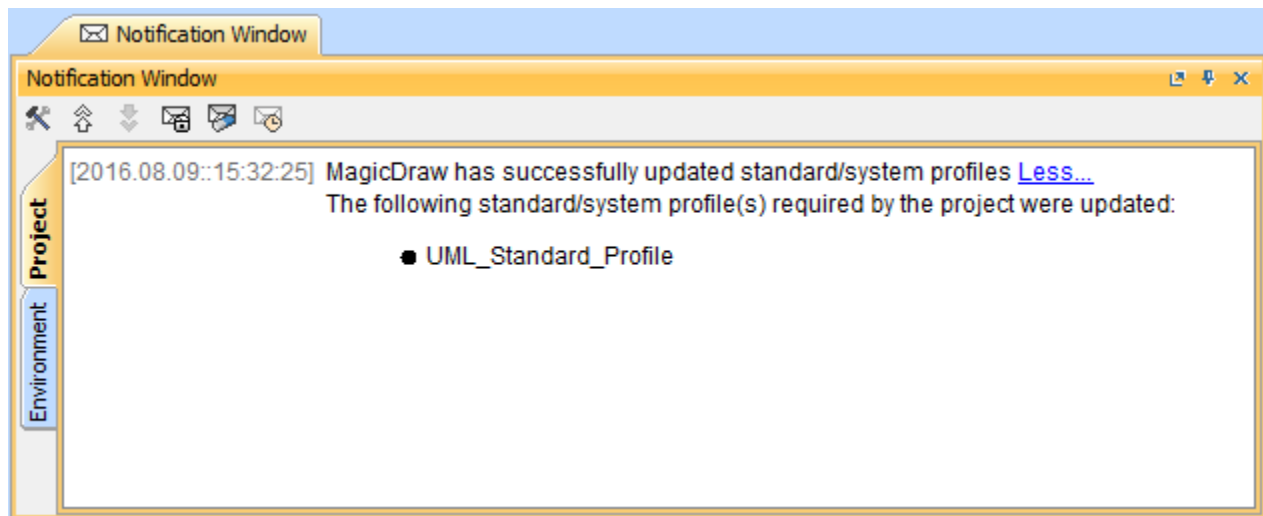 Notification Window
Notification Window
[2016.08.09::15:32:25] MagicDraw has successfully updated standard/system profiles Less...
The following standard/system profile(s) required by the project were updated:
● UML_Standard_Profile
Project
Environment